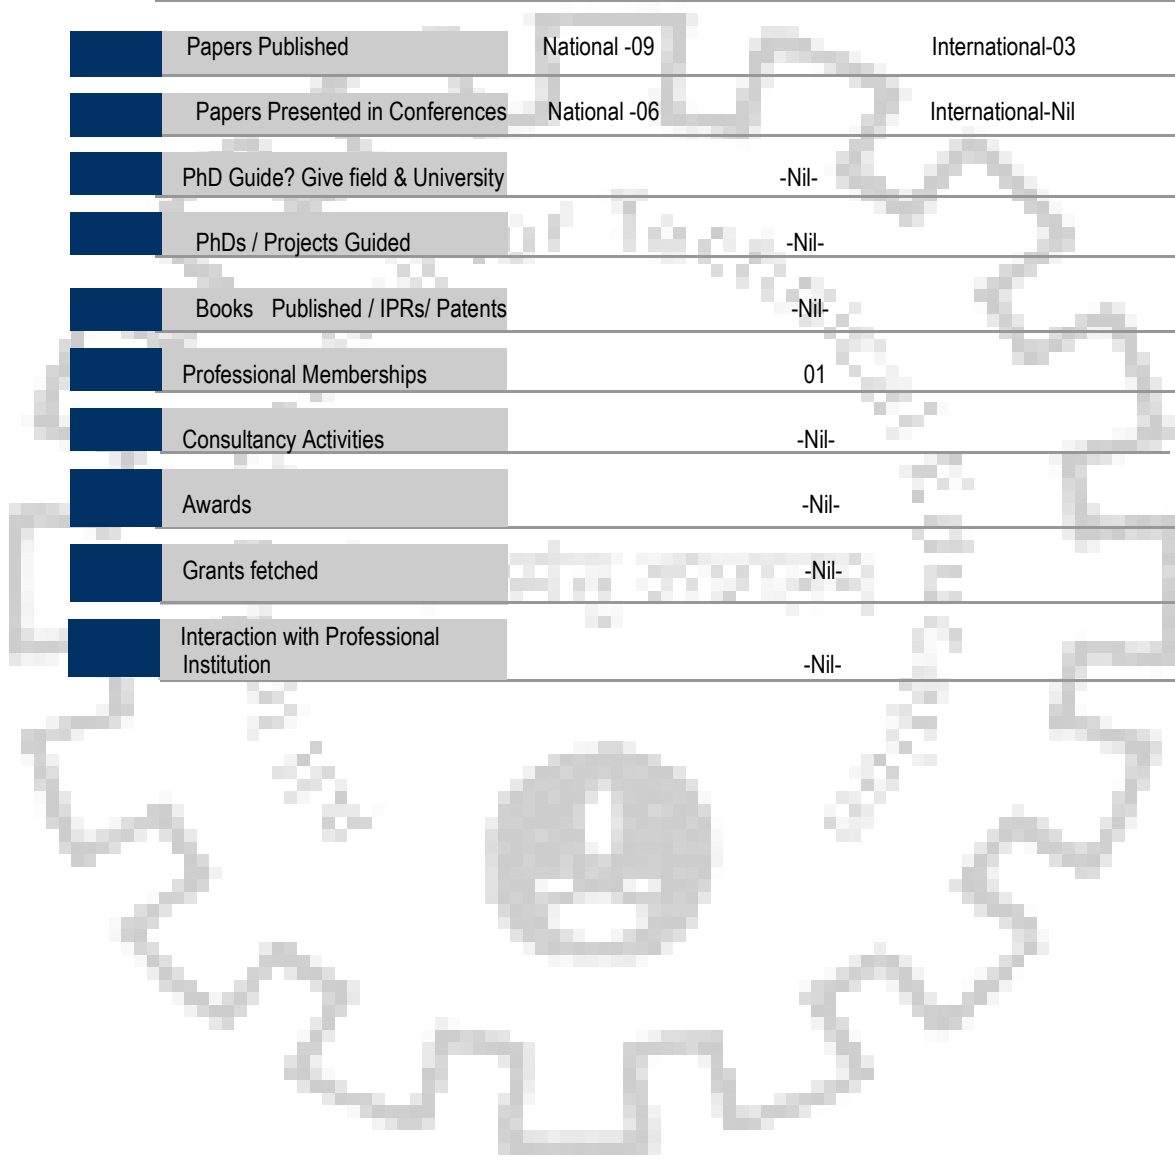 Papers Published National -09 International-03
Papers Presented in Conferences National -06 International-Nil
PhD Guide? Give field & University -Nil-
PhDs / Projects Guided -Nil-
Books Published / IPRs/ Patents -Nil-
Professional Memberships 01
Consultancy Activities -Nil-
Awards -Nil-
Grants fetched -Nil-
Interaction with Professional
Institution -Nil-